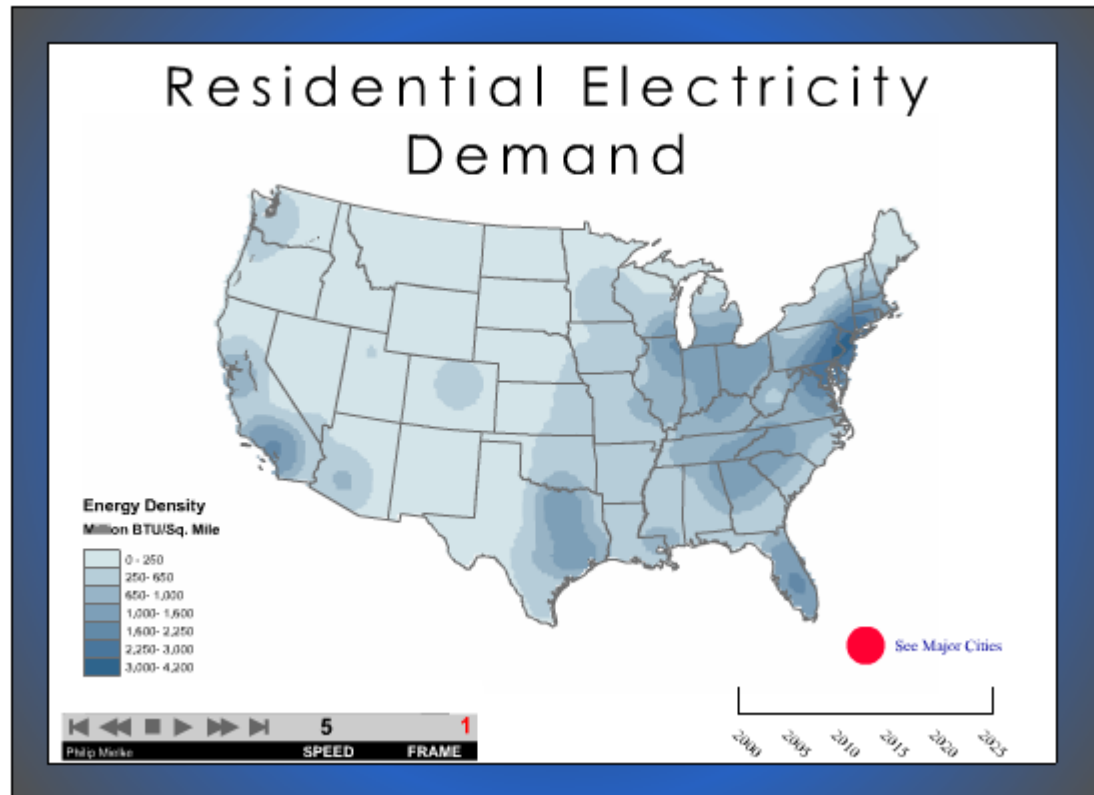 Residential Electricity
Demand
Energy Density
Million BTU/Sq. Mile
0 - 250
250- 650
650- 1,000
1,000- 1,600
1,600- 2,250
2,250- 3,000
3,000- 4,200
See Major Cities
5 1
Philip Mielke SPEED FRAME
2000 2005 2010 2015 2020 2025